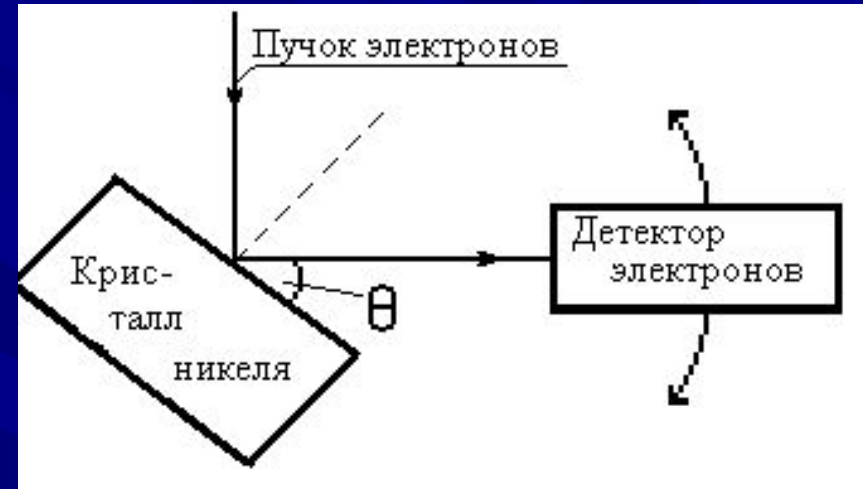 Пучок электронов
Детектор
электронов
Крис-
талл
никеля
θ